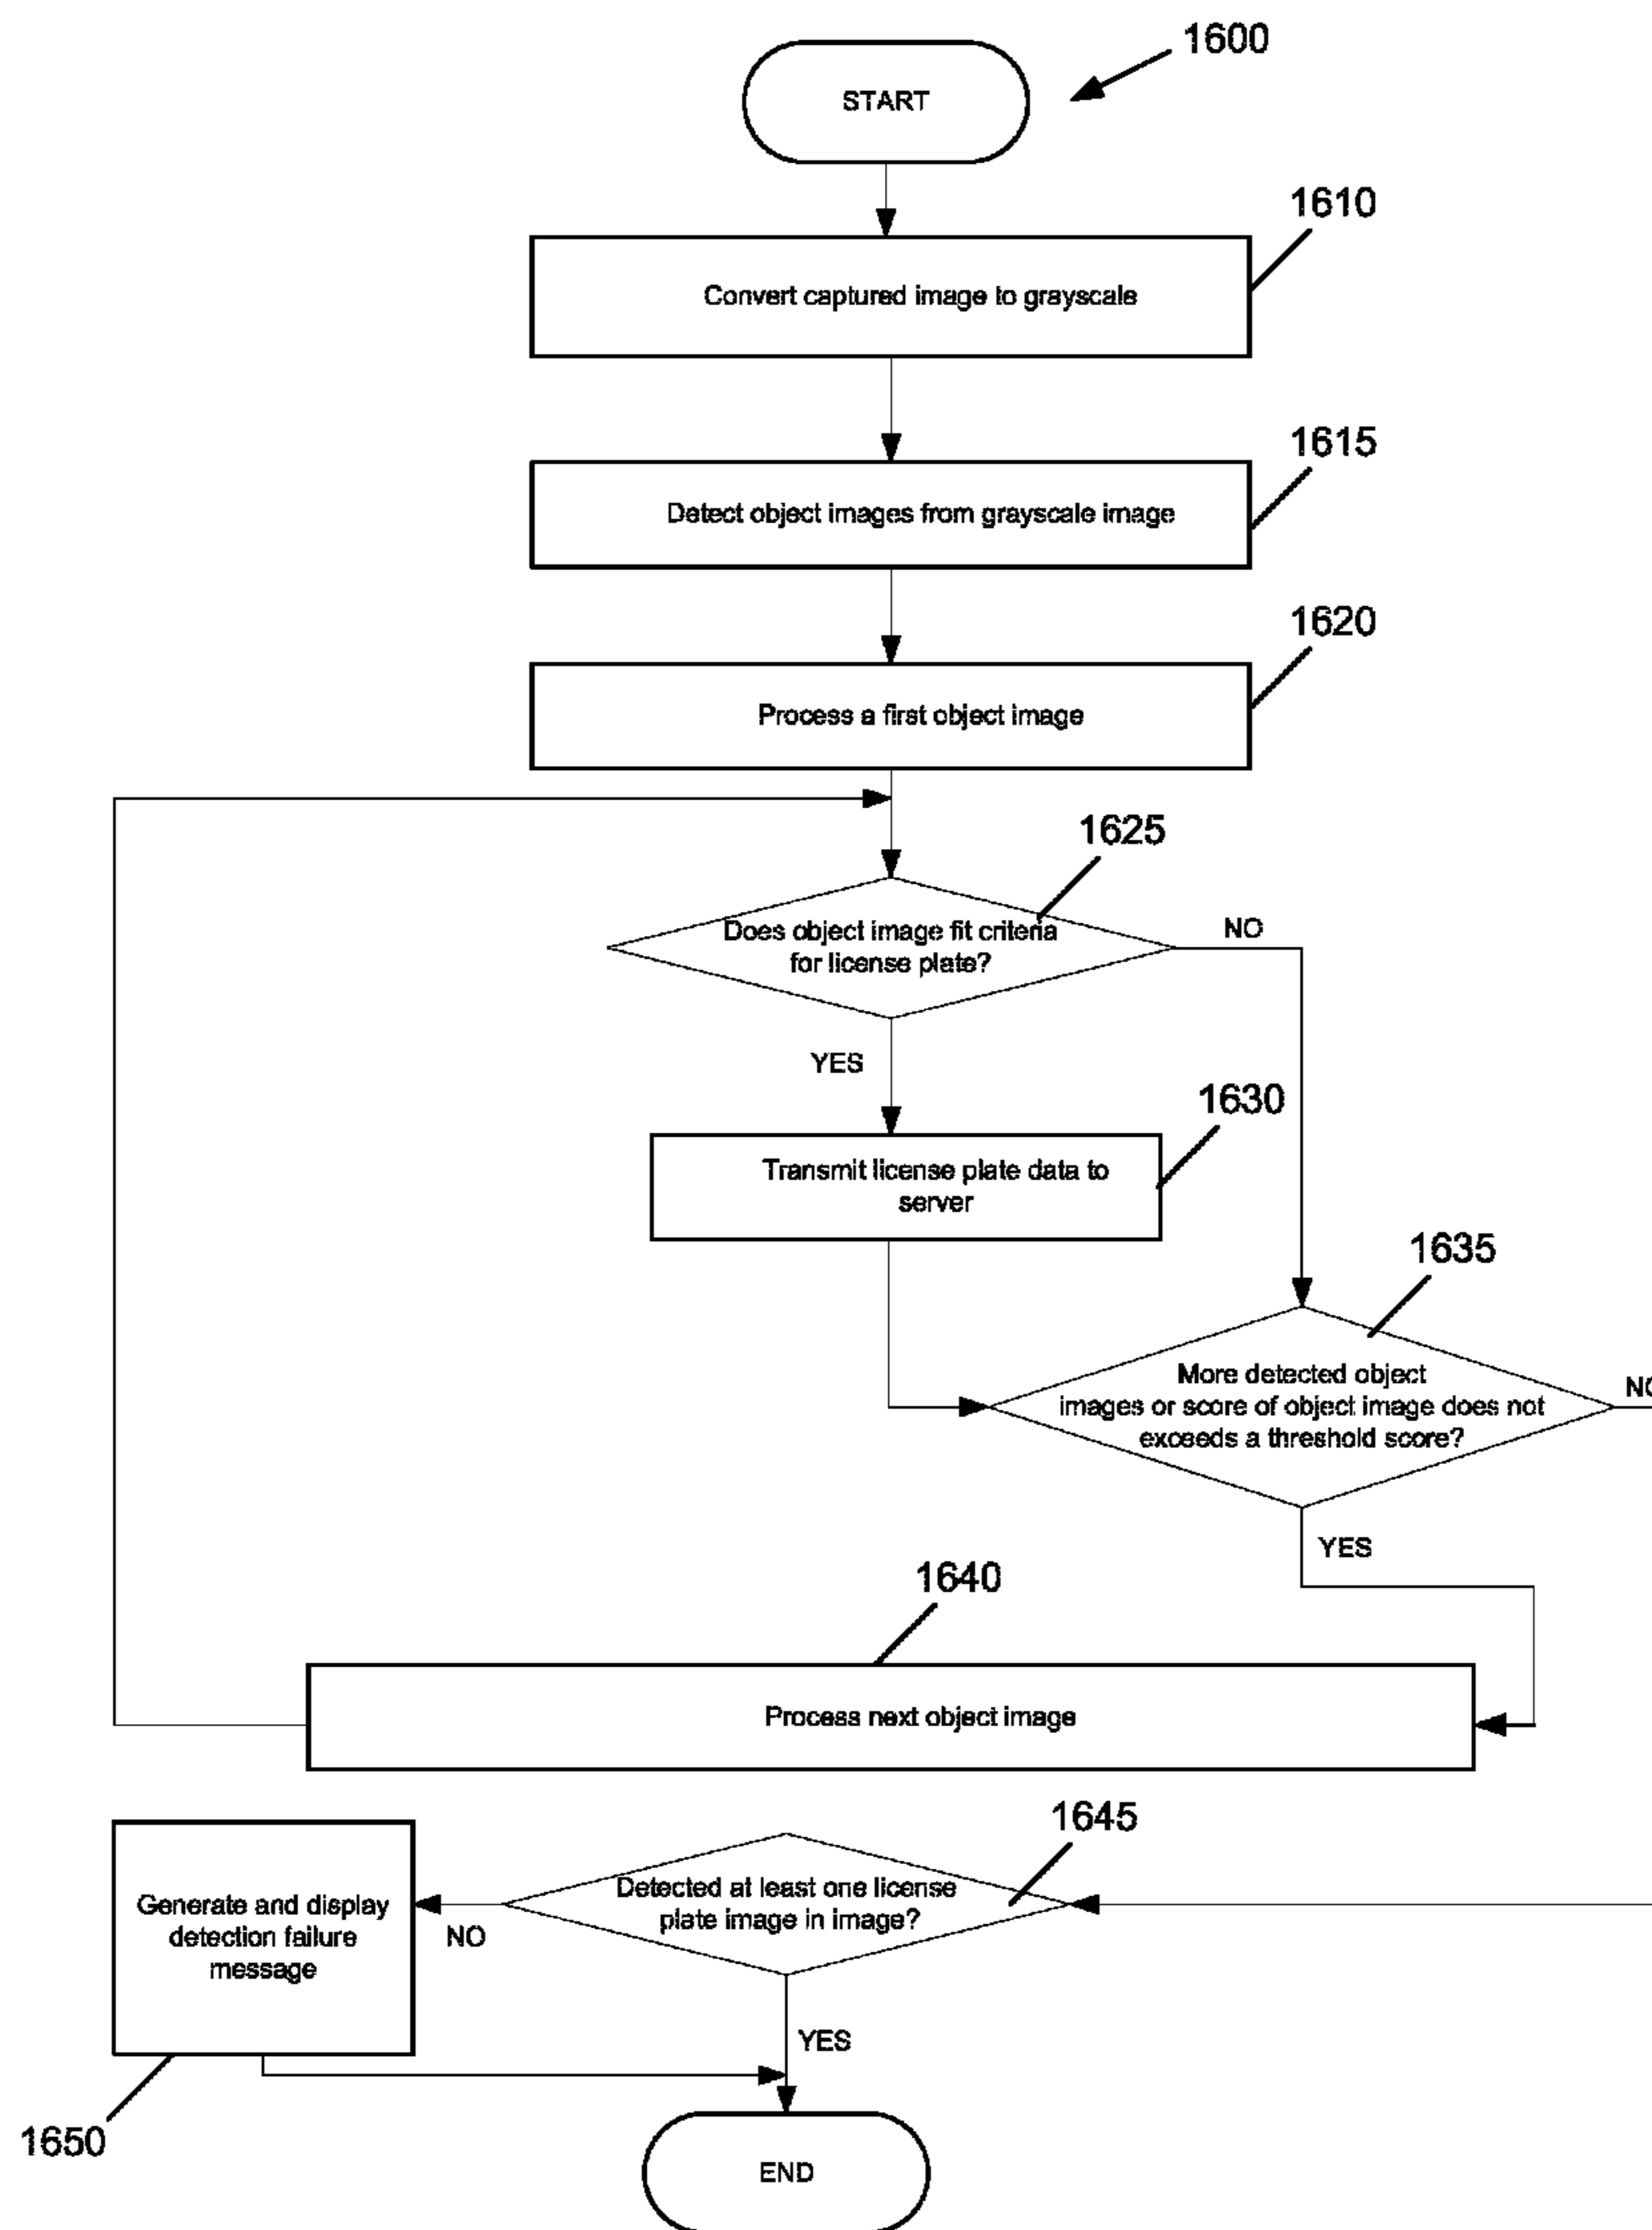 1600
START
1610
Convert captured image to grayscale
1615
Detect object images from grayscale image
1620
Process a first object image
1625
Does object image fit criteria
for license plate?
NO
YES
1630
Transmit license plate data to
server
1635
More detected object
images or score of object image does not
exceeds a threshold score?
NO
YES
1640
Process next object image
1645
Detected at least one license
plate image in image?
Generate and display
detection failure
message
NO
YES
1650
END